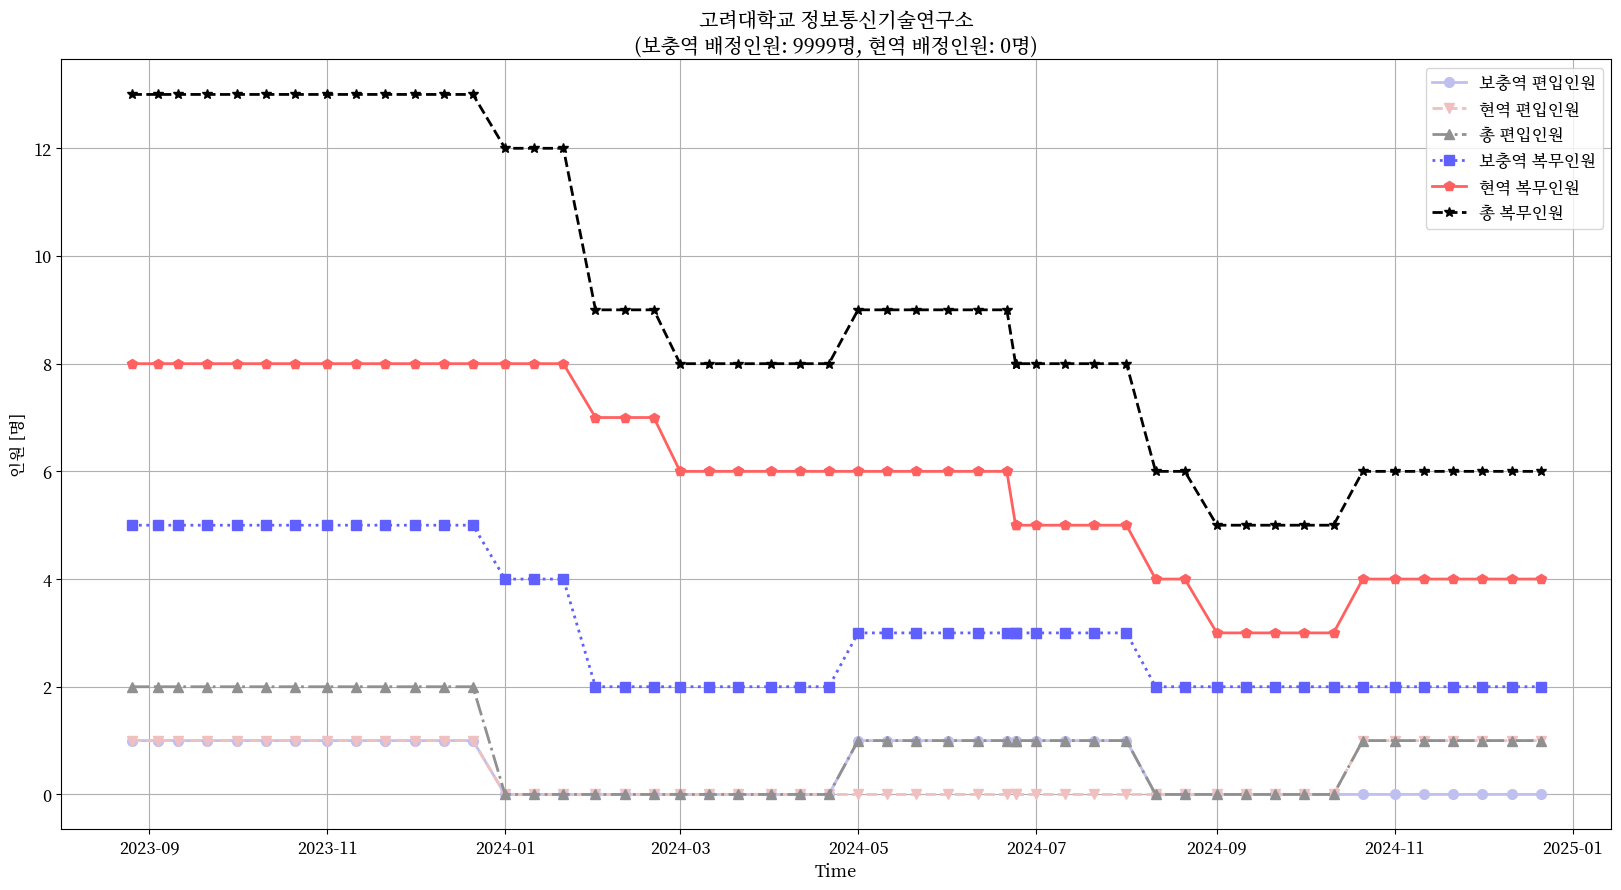 고려대학교 정보통신기술연구소
(보충역 배정인원: 9999명, 현역 배정인원: 0명)
보충역 편입인원
현역 편입인원
총 편입인원
보충역 복무인원
현역 복무인원
총 복무인원
인원 [명]
12
10
8
6
4
2
0
2023-09
2023-11
2024-01
2024-03
2024-05
2024-07
2024-09
2024-11
2025-01
Time